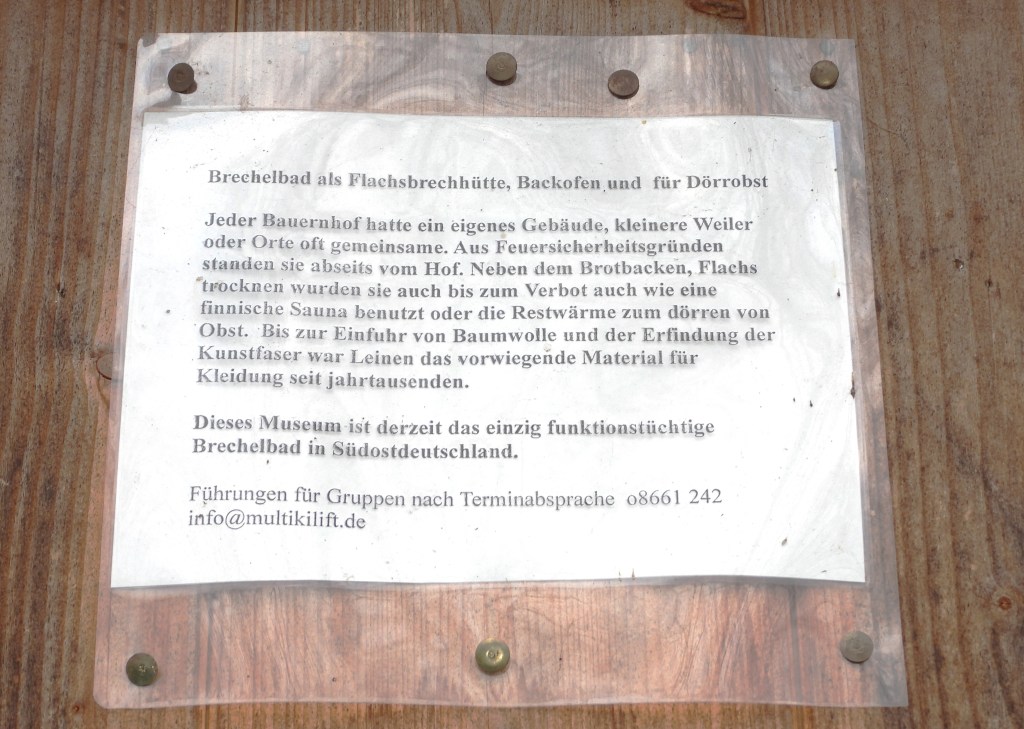 Brechelbad als Flachsbrechhütte, Backofen und für Dörrobst
Jeder Bauernhof hatte ein eigenes Gebäude, kleinere Weiler
oder Orte oft gemeinsame. Aus Feuersicherheitsgründen
standen sie abseits vom Hof. Neben dem Brotbacken, Flachs
trocknen wurden sie auch bis zum Verbot auch wie eine
finnische Sauna benutzt oder die Restwärme zum dörren von
Obst. Bis zur Einfuhr von Baumwolle und der Erfindung der
Kunstfaser war Leinen das vorwiegende Material für
Kleidung seit jahrtausenden.
Dieses Museum ist derzeit das einzig funktionstüchtige
Brechelbad in Südostdeutschland.
Führungen für Gruppen nach Terminabsprache o8661 242
info@multikilift.de